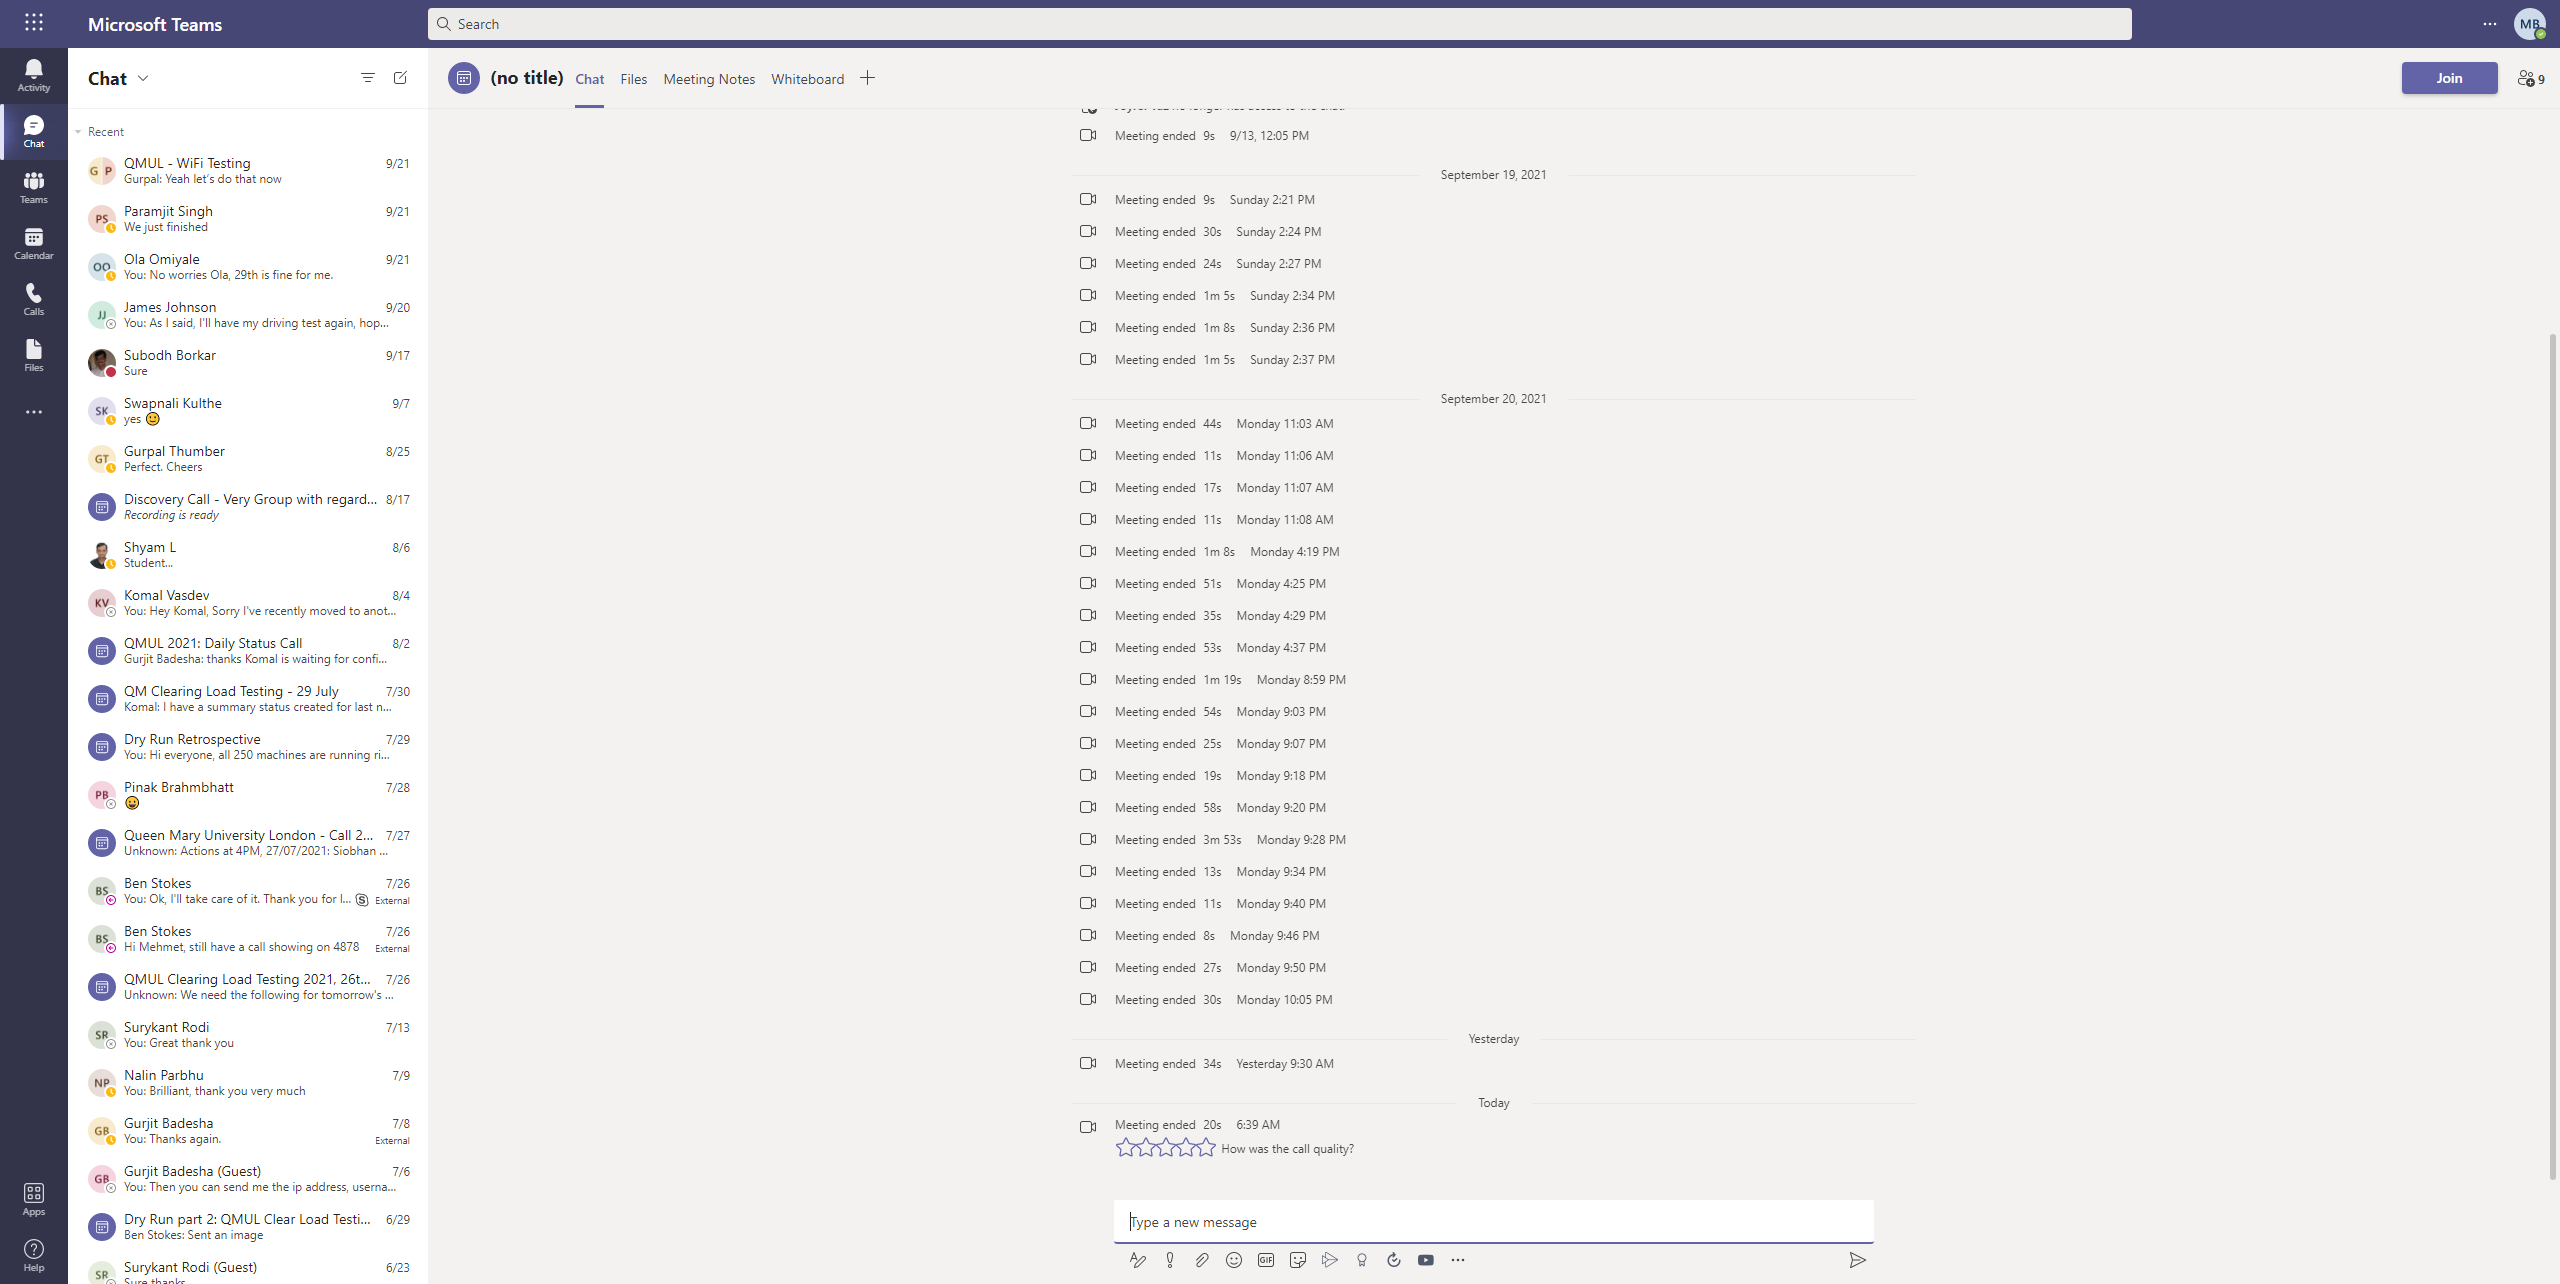 Microsoft Teams
Search
MB
Activity
Chat
Teams
Calendar
Calls
Files
Apps
Help
Chat
Recent
G P
QMUL - WiFi Testing 9/21
Gurpal: Yeah let's do that now
PS
Paramjit Singh 9/21
We just finished
OO
Ola Omiyale 9/21
You: No worries Ola, 29th is fine for me.
JJ
James Johnson 9/20
You: As I said, I'll have my driving test again, hop...
Subodh Borkar 9/17
Sure
SK
Swapnali Kulthe 9/7
yes
GT
Gurpal Thumber 8/25
Perfect. Cheers
Discovery Call - Very Group with regard... 8/17
Recording is ready
Shyam L 8/6
Student...
KV
Komal Vasdev 8/4
You: Hey Komal, Sorry I've recently moved to anot...
QMUL 2021: Daily Status Call 8/2
Gurjit Badesha: thanks Komal is waiting for confi...
QM Clearing Load Testing - 29 July 7/30
Komal: I have a summary status created for last n...
Dry Run Retrospective 7/29
You: Hi everyone, all 250 machines are running ri...
PB
Pinak Brahmbhatt 7/28
Queen Mary University London - Call 2... 7/27
Unknown: Actions at 4PM, 27/07/2021: Siobhan ...
BS
Ben Stokes 7/26
You: Ok, I'll take care of it. Thank you for l... External
BS
Ben Stokes 7/26
Hi Mehmet, still have a call showing on 4878 External
QMUL Clearing Load Testing 2021, 26t... 7/26
Unknown: We need the following for tomorrow's ...
SR
Surykant Rodi 7/13
You: Great thank you
NP
Nalin Parbhu 7/9
You: Brilliant, thank you very much
GB
Gurjit Badesha 7/8
You: Thanks again. External
GB
Gurjit Badesha (Guest) 7/6
You: Then you can send me the ip address, userna...
Dry Run part 2: QMUL Clear Load Testi... 6/29
Ben Stokes: Sent an image
SR
Surykant Rodi (Guest) 6/23
Sure thanks
(no title) Chat Files Meeting Notes Whiteboard
Join 9
no longer has access to the chat.
Meeting ended 9s 9/13, 12:05 PM
September 19, 2021
Meeting ended 9s Sunday 2:21 PM
Meeting ended 30s Sunday 2:24 PM
Meeting ended 24s Sunday 2:27 PM
Meeting ended 1m 5s Sunday 2:34 PM
Meeting ended 1m 8s Sunday 2:36 PM
Meeting ended 1m 5s Sunday 2:37 PM
September 20, 2021
Meeting ended 44s Monday 11:03 AM
Meeting ended 11s Monday 11:06 AM
Meeting ended 17s Monday 11:07 AM
Meeting ended 11s Monday 11:08 AM
Meeting ended 1m 8s Monday 4:19 PM
Meeting ended 51s Monday 4:25 PM
Meeting ended 35s Monday 4:29 PM
Meeting ended 53s Monday 4:37 PM
Meeting ended 1m 19s Monday 8:59 PM
Meeting ended 54s Monday 9:03 PM
Meeting ended 25s Monday 9:07 PM
Meeting ended 19s Monday 9:18 PM
Meeting ended 58s Monday 9:20 PM
Meeting ended 3m 53s Monday 9:28 PM
Meeting ended 13s Monday 9:34 PM
Meeting ended 11s Monday 9:40 PM
Meeting ended 8s Monday 9:46 PM
Meeting ended 27s Monday 9:50 PM
Meeting ended 30s Monday 10:05 PM
Yesterday
Meeting ended 34s Yesterday 9:30 AM
Today
Meeting ended 20s 6:39 AM
How was the call quality?
Type a new message
GIF